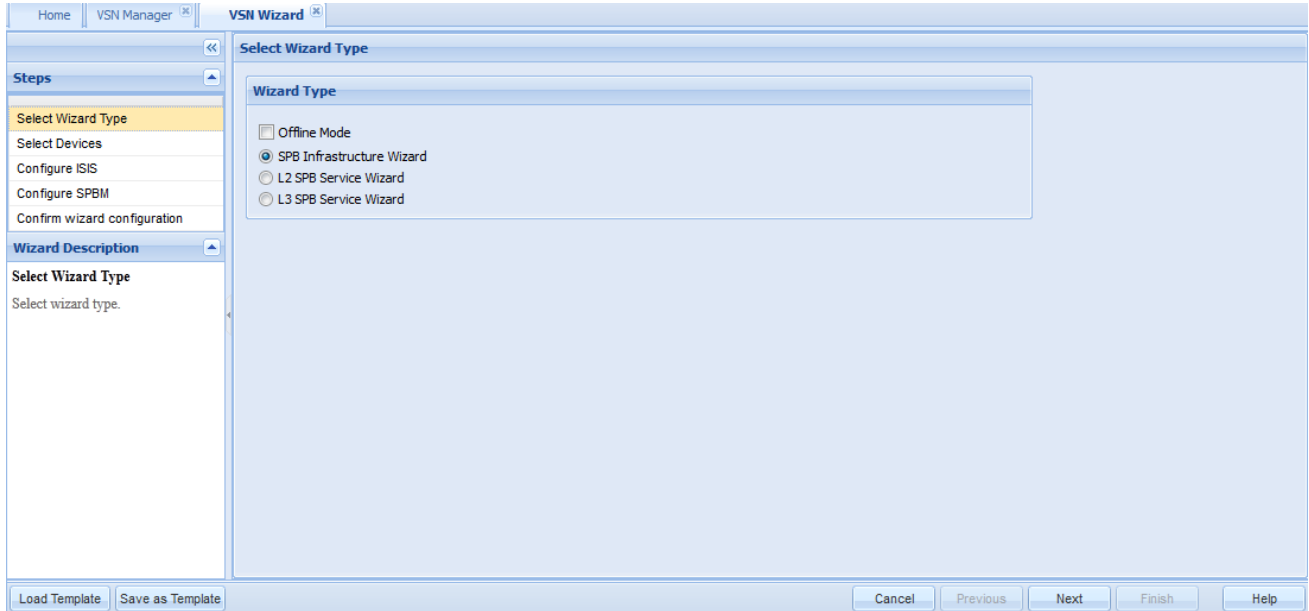 Home VSN Manager VSN Wizard
Select Wizard Type
Steps
Select Wizard Type
Select Devices
Configure ISIS
Configure SPBM
Confirm wizard configuration
Wizard Description
Select Wizard Type
Select wizard type.
Wizard Type
Offline Mode
SPB Infrastructure Wizard
L2 SPB Service Wizard
L3 SPB Service Wizard
Load Template Save as Template Cancel Previous Next Finish Help